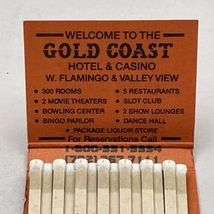 WELCOME TO THE
GOLD COAST
HOTEL & CASINO
W. FLAMINGO & VALLEY VIEW
• 300 ROOMS
• 5 RESTAURANTS
• 2 MOVIE THEATERS
• SLOT CLUB
• BOWLING CENTER
• 2 SHOW LOUNGES
• BINGO PARLOR
• DANCE HALL
• PACKAGE LIQUOR STORE
For Reservations Call